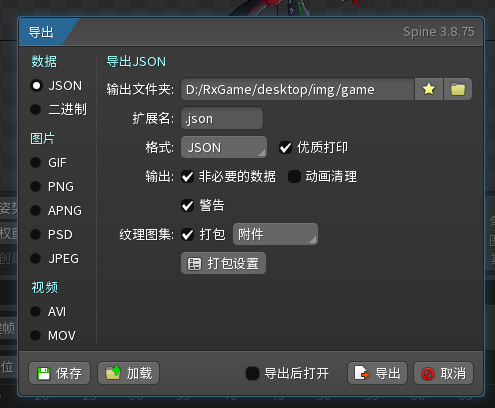 导出 Spine 3.8.75
数据 导出JSON
JSON 输出文件夹: D:/RxGame/desktop/img/game
二进制 扩展名: .json
图片 格式: JSON 优质打印
GIF 输出: 非必要的数据 动画清理
PNG 警告
APNG 纹理图集: 打包 附件
PSD 打包设置
JPEG
视频
AVI
MOV
保存 加载 导出后打开 导出 取消